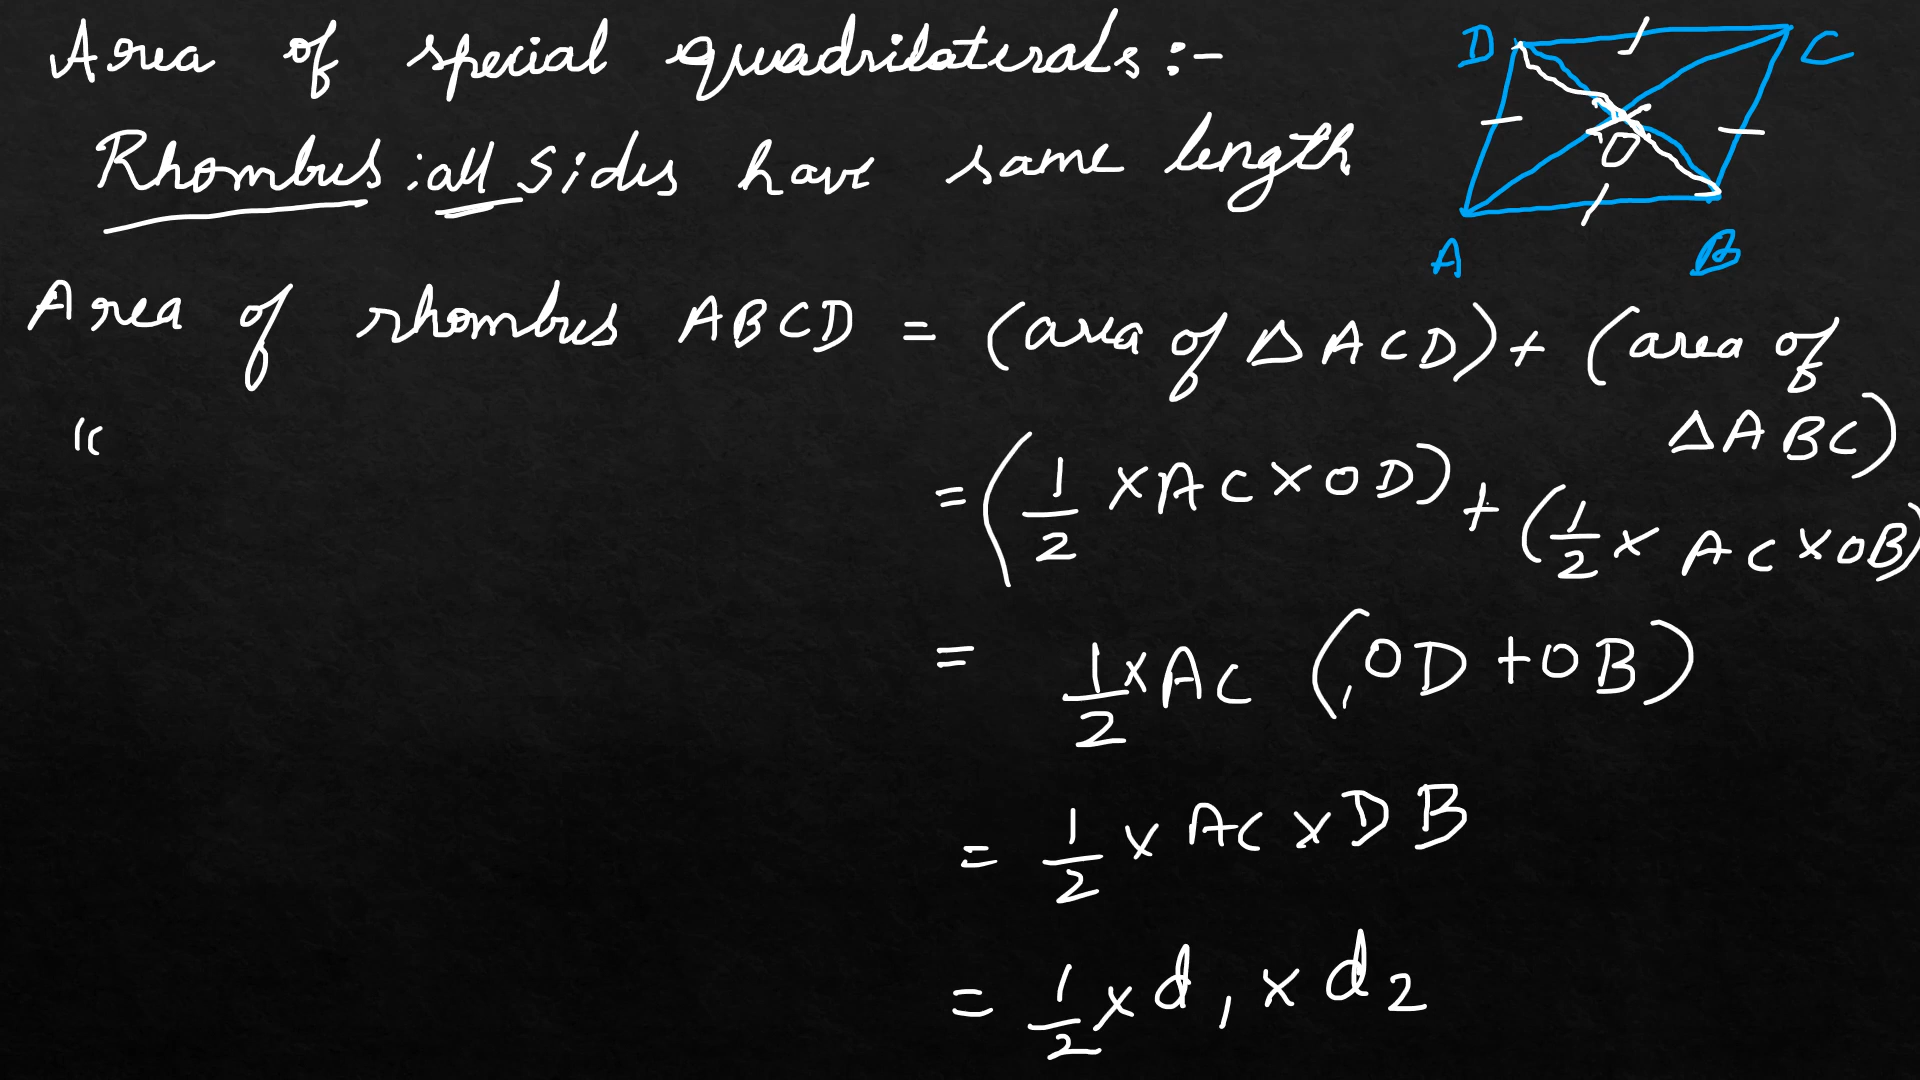 Area of special quadrilaterals :-
Rhombus : all sides have same length
D C
O
A B
Area of rhombus ABCD = (area of Δ ACD) + (area of
Δ ABC)
"
= (1/2 × AC × OD) + (1/2 × AC × OB)
= 1/2 × AC (OD + OB)
= 1/2 × AC × DB
= 1/2 × d1 × d2